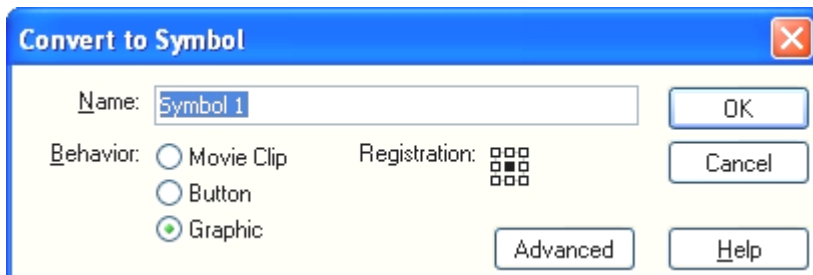 Convert to Symbol
Name: Symbol 1 OK
Behavior: Movie Clip Registration: Cancel
Button
Graphic
Advanced Help